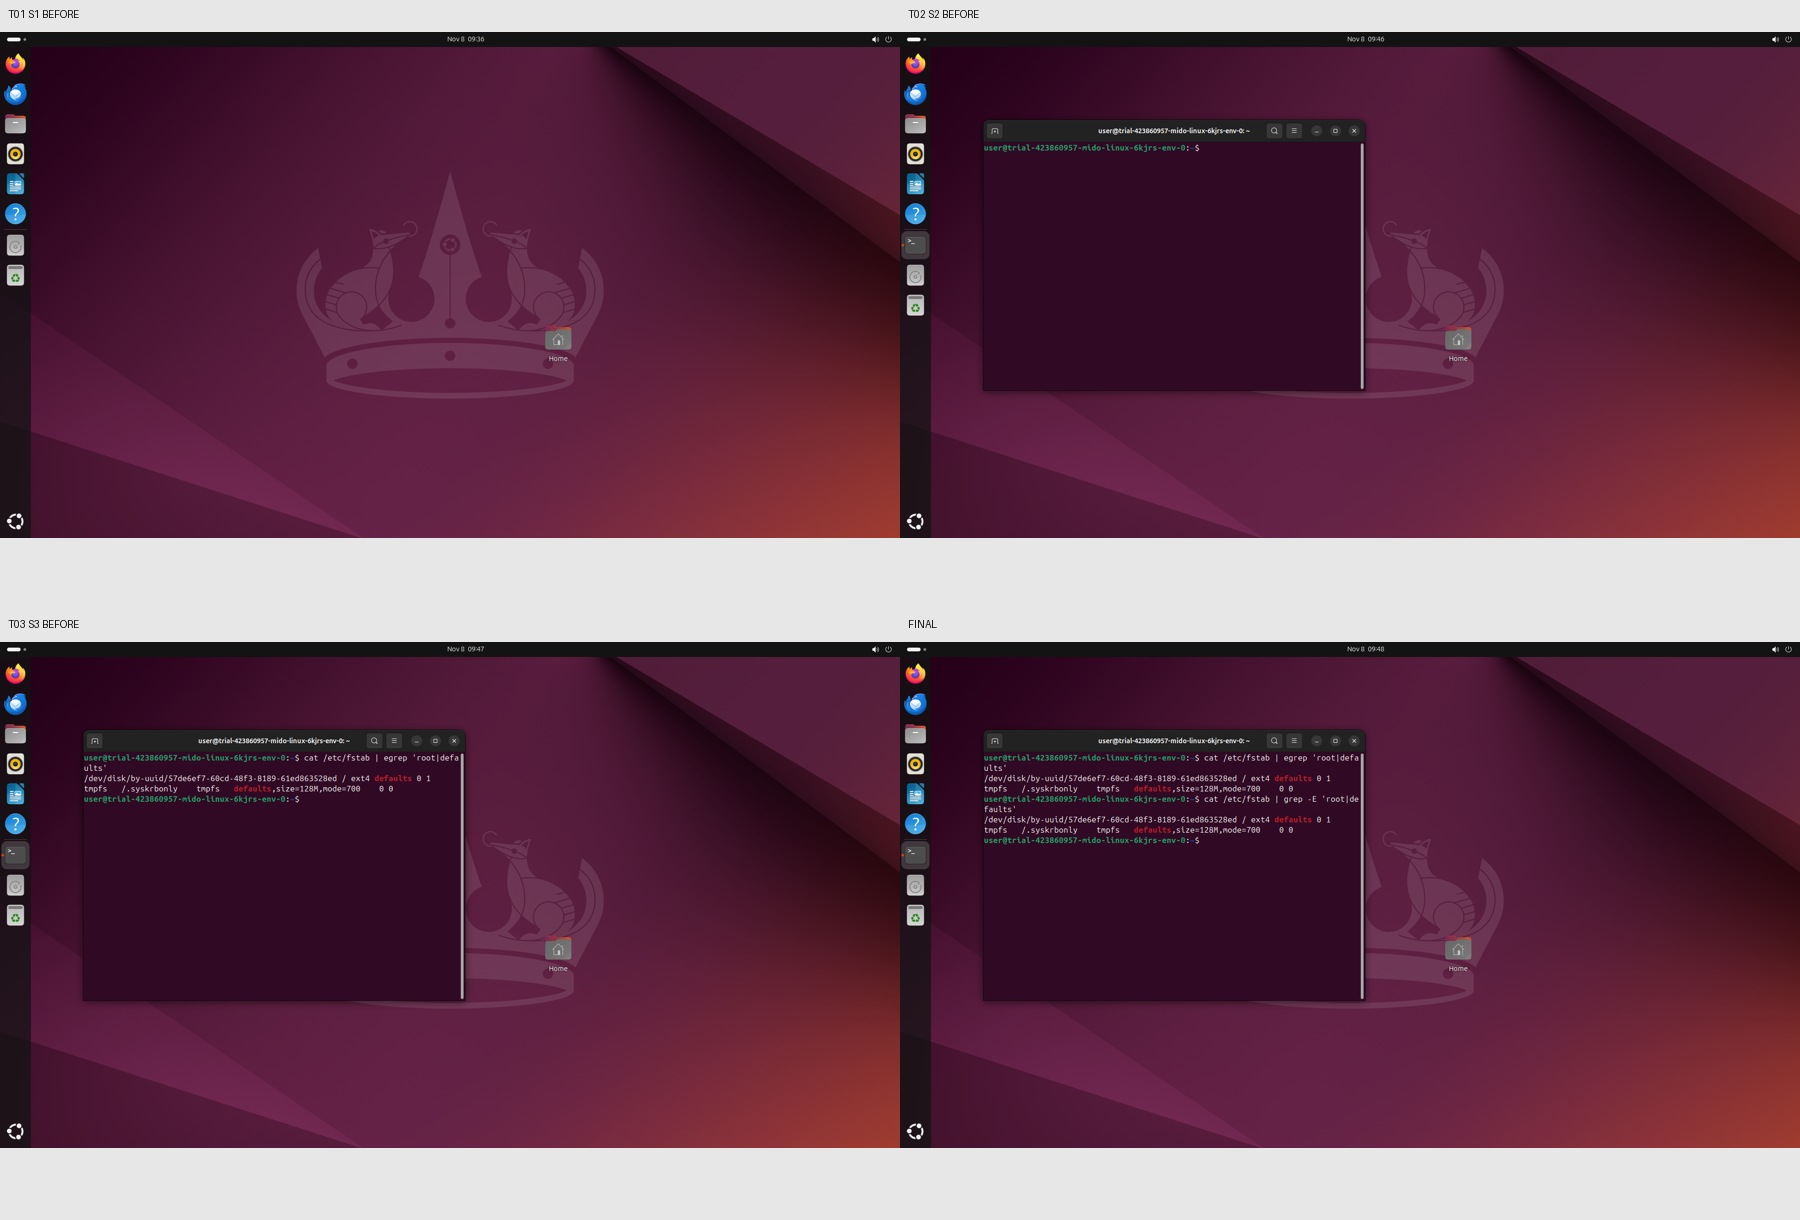 T01 S1 BEFORE
Nov 8 09:36
Home
T02 S2 BEFORE
Nov 8 09:46
user@trial-423860957-mido-linux-6kjrs-env-0: ~
user@trial-423860957-mido-linux-6kjrs-env-0:~$
Home
T03 S3 BEFORE
Nov 8 09:47
user@trial-423860957-mido-linux-6kjrs-env-0: ~
user@trial-423860957-mido-linux-6kjrs-env-0:~$ cat /etc/fstab | egrep 'root|defa
ults'
/dev/disk/by-uuid/57de6ef7-60cd-48f3-8189-61ed863528ed / ext4 defaults 0 1
tmpfs   /.syskrbonly    tmpfs   defaults,size=128M,mode=700    0 0
user@trial-423860957-mido-linux-6kjrs-env-0:~$
Home
FINAL
Nov 8 09:48
user@trial-423860957-mido-linux-6kjrs-env-0: ~
user@trial-423860957-mido-linux-6kjrs-env-0:~$ cat /etc/fstab | egrep 'root|defa
ults'
/dev/disk/by-uuid/57de6ef7-60cd-48f3-8189-61ed863528ed / ext4 defaults 0 1
tmpfs   /.syskrbonly    tmpfs   defaults,size=128M,mode=700    0 0
user@trial-423860957-mido-linux-6kjrs-env-0:~$ cat /etc/fstab | grep -E 'root|de
faults'
/dev/disk/by-uuid/57de6ef7-60cd-48f3-8189-61ed863528ed / ext4 defaults 0 1
tmpfs   /.syskrbonly    tmpfs   defaults,size=128M,mode=700    0 0
user@trial-423860957-mido-linux-6kjrs-env-0:~$
Home